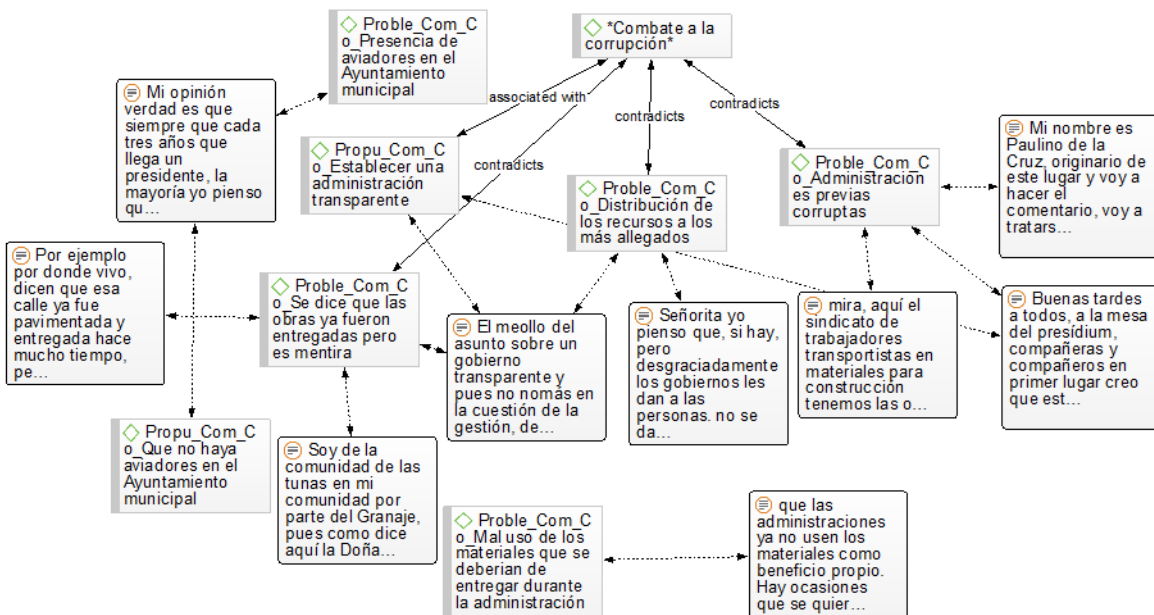 Proble_Com_C
o_Presencia de
aviadores en el
Ayuntamiento
municipal
*Combate a la
corrupción*
Mi opinión
verdad es que
siempre que cada
tres años que
llega un
presidente, la
mayoría yo pienso
qu...
associated with
contradicts
contradicts
contradicts
Propu_Com_C
o_Establecer una
administración
transparente
Proble_Com_C
o_Distribución de
los recursos a los
más allegados
Proble_Com_C
o_Administracion
es previas
corruptas
Mi nombre es
Paulino de la
Cruz, originario de
este lugar y voy a
hacer el
comentario, voy a
tratars...
Por ejemplo
por donde vivo,
dicen que esa
calle ya fue
pavimentada y
entregada hace
mucho tiempo,
pe...
Proble_Com_C
o_Se dice que las
obras ya fueron
entregadas pero
es mentira
El meollo del
asunto sobre un
gobierno
transparente y
pues no nomás en
la cuestión de la
gestión, de...
Señorita yo
pienso que, si hay,
pero
desgraciadamente
los gobiernos les
dan a las
personas. no se
da...
mira, aquí el
sindicato de
trabajadores
transportistas en
materiales para
construcción
tenemos las o...
Buenas tardes
a todos, a la mesa
del presídium,
compañeras y
compañeros en
primer lugar creo
que est...
Propu_Com_C
o_Que no haya
aviadores en el
Ayuntamiento
municipal
Soy de la
comunidad de las
tunas en mi
comunidad por
parte del Granaje,
pues como dice
aquí la Doña...
Proble_Com_C
o_Mal uso de los
materiales que se
deberian de
entregar durante
la administración
que las
administraciones
ya no usen los
materiales como
beneficio propio.
Hay ocasiones
que se quier...